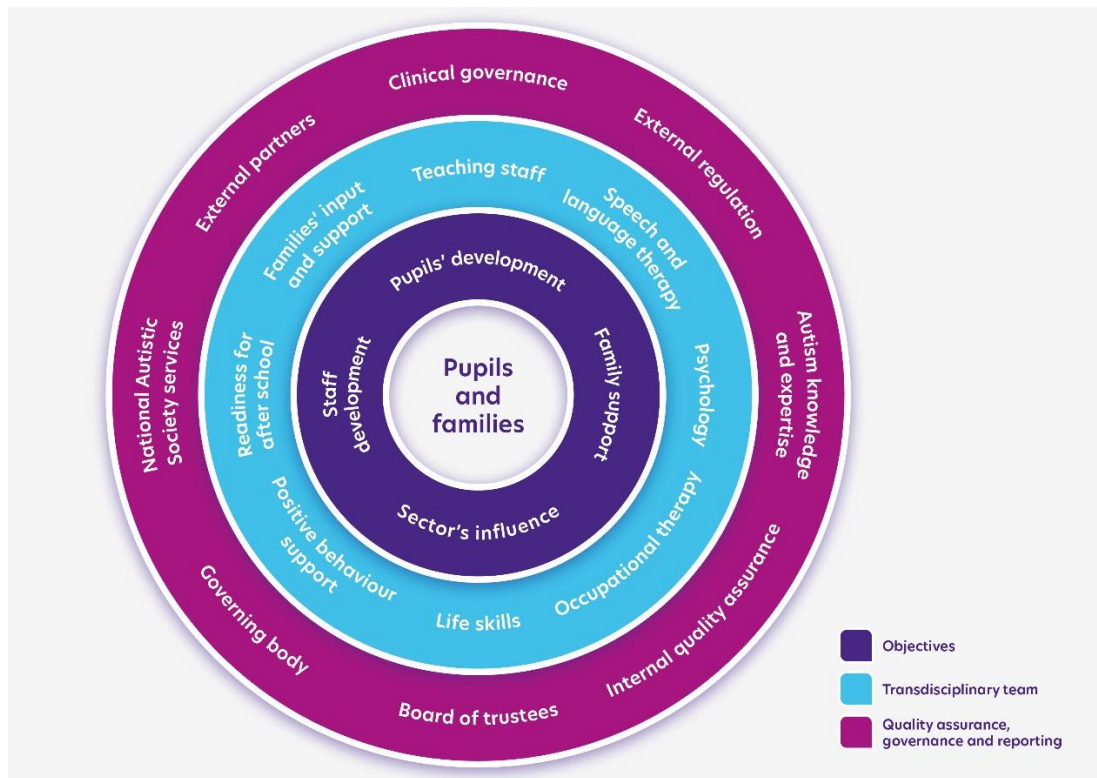 Clinical governance
External regulation
Autism knowledge
and expertise
Internal quality assurance
Board of trustees
Governing body
National Autistic
Society services
External partners
Teaching staff
Speech and
language therapy
Psychology
Occupational therapy
Life skills
Positive behaviour
support
Readiness for
after school
Families' input
and support
Pupils' development
Family support
Sector's influence
Staff
development
Pupils
and
families
Objectives
Transdisciplinary team
Quality assurance,
governance and reporting